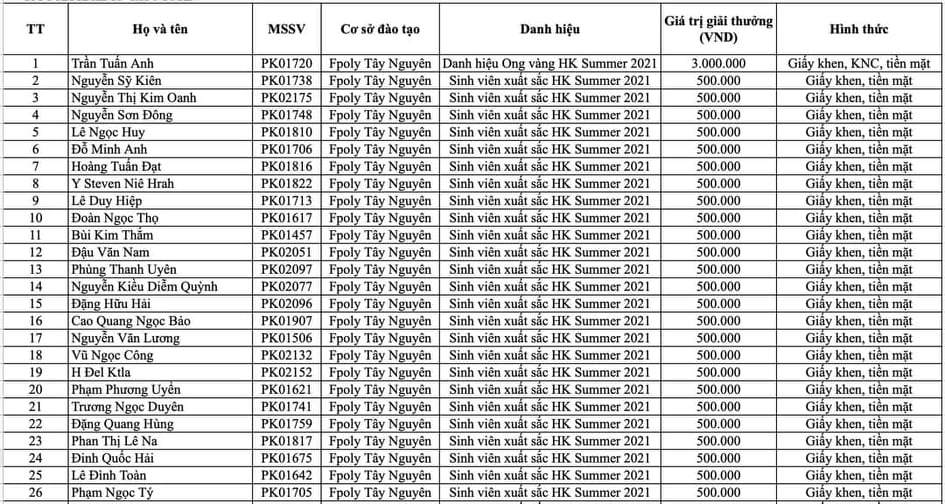 TT Họ và tên MSSV Cơ sở đào tạo Danh hiệu Giá trị giải thưởng (VND) Hình thức
1 Trần Tuấn Anh PK01720 Fpoly Tây Nguyên Danh hiệu Ong vàng HK Summer 2021 3.000.000 Giấy khen, KNC, tiền mặt
2 Nguyễn Sỹ Kiên PK01738 Fpoly Tây Nguyên Sinh viên xuất sắc HK Summer 2021 500.000 Giấy khen, tiền mặt
3 Nguyễn Thị Kim Oanh PK02175 Fpoly Tây Nguyên Sinh viên xuất sắc HK Summer 2021 500.000 Giấy khen, tiền mặt
4 Nguyễn Sơn Đông PK01748 Fpoly Tây Nguyên Sinh viên xuất sắc HK Summer 2021 500.000 Giấy khen, tiền mặt
5 Lê Ngọc Huy PK01810 Fpoly Tây Nguyên Sinh viên xuất sắc HK Summer 2021 500.000 Giấy khen, tiền mặt
6 Đỗ Minh Anh PK01706 Fpoly Tây Nguyên Sinh viên xuất sắc HK Summer 2021 500.000 Giấy khen, tiền mặt
7 Hoàng Tuấn Đạt PK01816 Fpoly Tây Nguyên Sinh viên xuất sắc HK Summer 2021 500.000 Giấy khen, tiền mặt
8 Y Steven Niê Hrah PK01822 Fpoly Tây Nguyên Sinh viên xuất sắc HK Summer 2021 500.000 Giấy khen, tiền mặt
9 Lê Duy Hiệp PK01713 Fpoly Tây Nguyên Sinh viên xuất sắc HK Summer 2021 500.000 Giấy khen, tiền mặt
10 Đoàn Ngọc Thọ PK01617 Fpoly Tây Nguyên Sinh viên xuất sắc HK Summer 2021 500.000 Giấy khen, tiền mặt
11 Bùi Kim Thắm PK01457 Fpoly Tây Nguyên Sinh viên xuất sắc HK Summer 2021 500.000 Giấy khen, tiền mặt
12 Đậu Văn Nam PK02051 Fpoly Tây Nguyên Sinh viên xuất sắc HK Summer 2021 500.000 Giấy khen, tiền mặt
13 Phùng Thanh Uyên PK02097 Fpoly Tây Nguyên Sinh viên xuất sắc HK Summer 2021 500.000 Giấy khen, tiền mặt
14 Nguyễn Kiều Diễm Quỳnh PK02077 Fpoly Tây Nguyên Sinh viên xuất sắc HK Summer 2021 500.000 Giấy khen, tiền mặt
15 Đặng Hữu Hải PK02096 Fpoly Tây Nguyên Sinh viên xuất sắc HK Summer 2021 500.000 Giấy khen, tiền mặt
16 Cao Quang Ngọc Bảo PK01907 Fpoly Tây Nguyên Sinh viên xuất sắc HK Summer 2021 500.000 Giấy khen, tiền mặt
17 Nguyễn Văn Lương PK01506 Fpoly Tây Nguyên Sinh viên xuất sắc HK Summer 2021 500.000 Giấy khen, tiền mặt
18 Vũ Ngọc Công PK02132 Fpoly Tây Nguyên Sinh viên xuất sắc HK Summer 2021 500.000 Giấy khen, tiền mặt
19 H Đel Ktla PK02152 Fpoly Tây Nguyên Sinh viên xuất sắc HK Summer 2021 500.000 Giấy khen, tiền mặt
20 Phạm Phương Uyển PK01621 Fpoly Tây Nguyên Sinh viên xuất sắc HK Summer 2021 500.000 Giấy khen, tiền mặt
21 Trương Ngọc Duyên PK01741 Fpoly Tây Nguyên Sinh viên xuất sắc HK Summer 2021 500.000 Giấy khen, tiền mặt
22 Đặng Quang Hùng PK01759 Fpoly Tây Nguyên Sinh viên xuất sắc HK Summer 2021 500.000 Giấy khen, tiền mặt
23 Phan Thị Lê Na PK01817 Fpoly Tây Nguyên Sinh viên xuất sắc HK Summer 2021 500.000 Giấy khen, tiền mặt
24 Đinh Quốc Hải PK01675 Fpoly Tây Nguyên Sinh viên xuất sắc HK Summer 2021 500.000 Giấy khen, tiền mặt
25 Lê Đình Toàn PK01642 Fpoly Tây Nguyên Sinh viên xuất sắc HK Summer 2021 500.000 Giấy khen, tiền mặt
26 Phạm Ngọc Tý PK01705 Fpoly Tây Nguyên Sinh viên xuất sắc HK Summer 2021 500.000 Giấy khen, tiền mặt